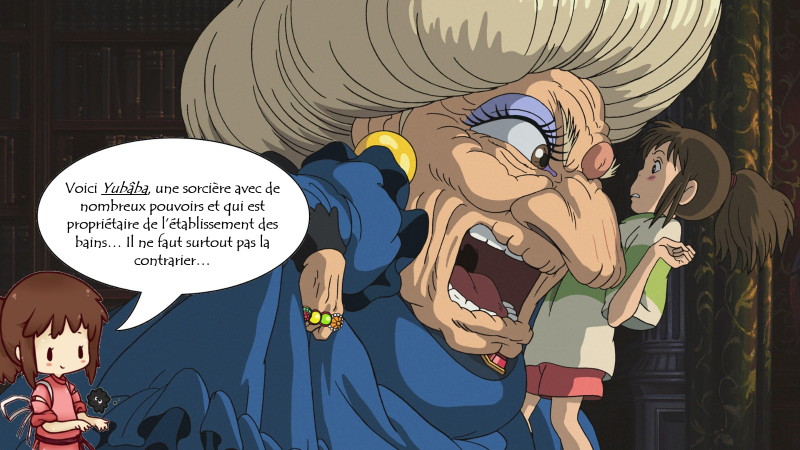 Voici Yubâba, une sorcière avec de
nombreux pouvoirs et qui est
propriétaire de l'établissement des
bains… Il ne faut surtout pas la
contrarier…